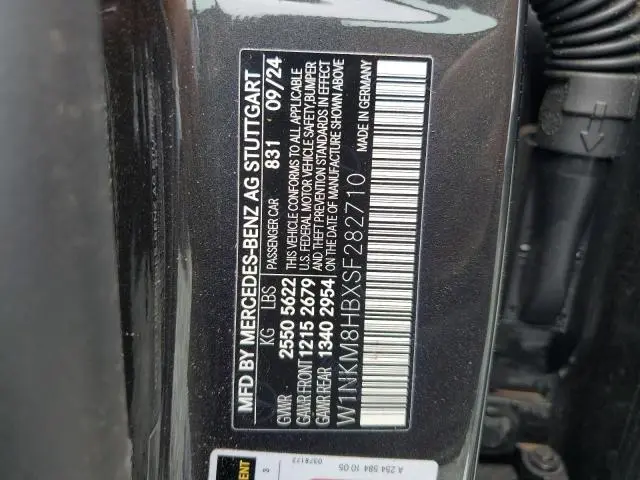 MFD BY MERCEDES-BENZ AG STUTTGART
KG LBS PASSENGER CAR 831 09/24
GVWR 2550 5622 THIS VEHICLE CONFORMS TO ALL APPLICABLE
GAWR FRONT 1215 2679 U.S. FEDERAL MOTOR VEHICLE SAFETY, BUMPER
GAWR REAR 1340 2954 AND THEFT PREVENTION STANDARDS IN EFFECT
ON THE DATE OF MANUFACTURE SHOWN ABOVE
W1NKM8HBXSF282710 MADE IN GERMANY
A 254 584 10 05